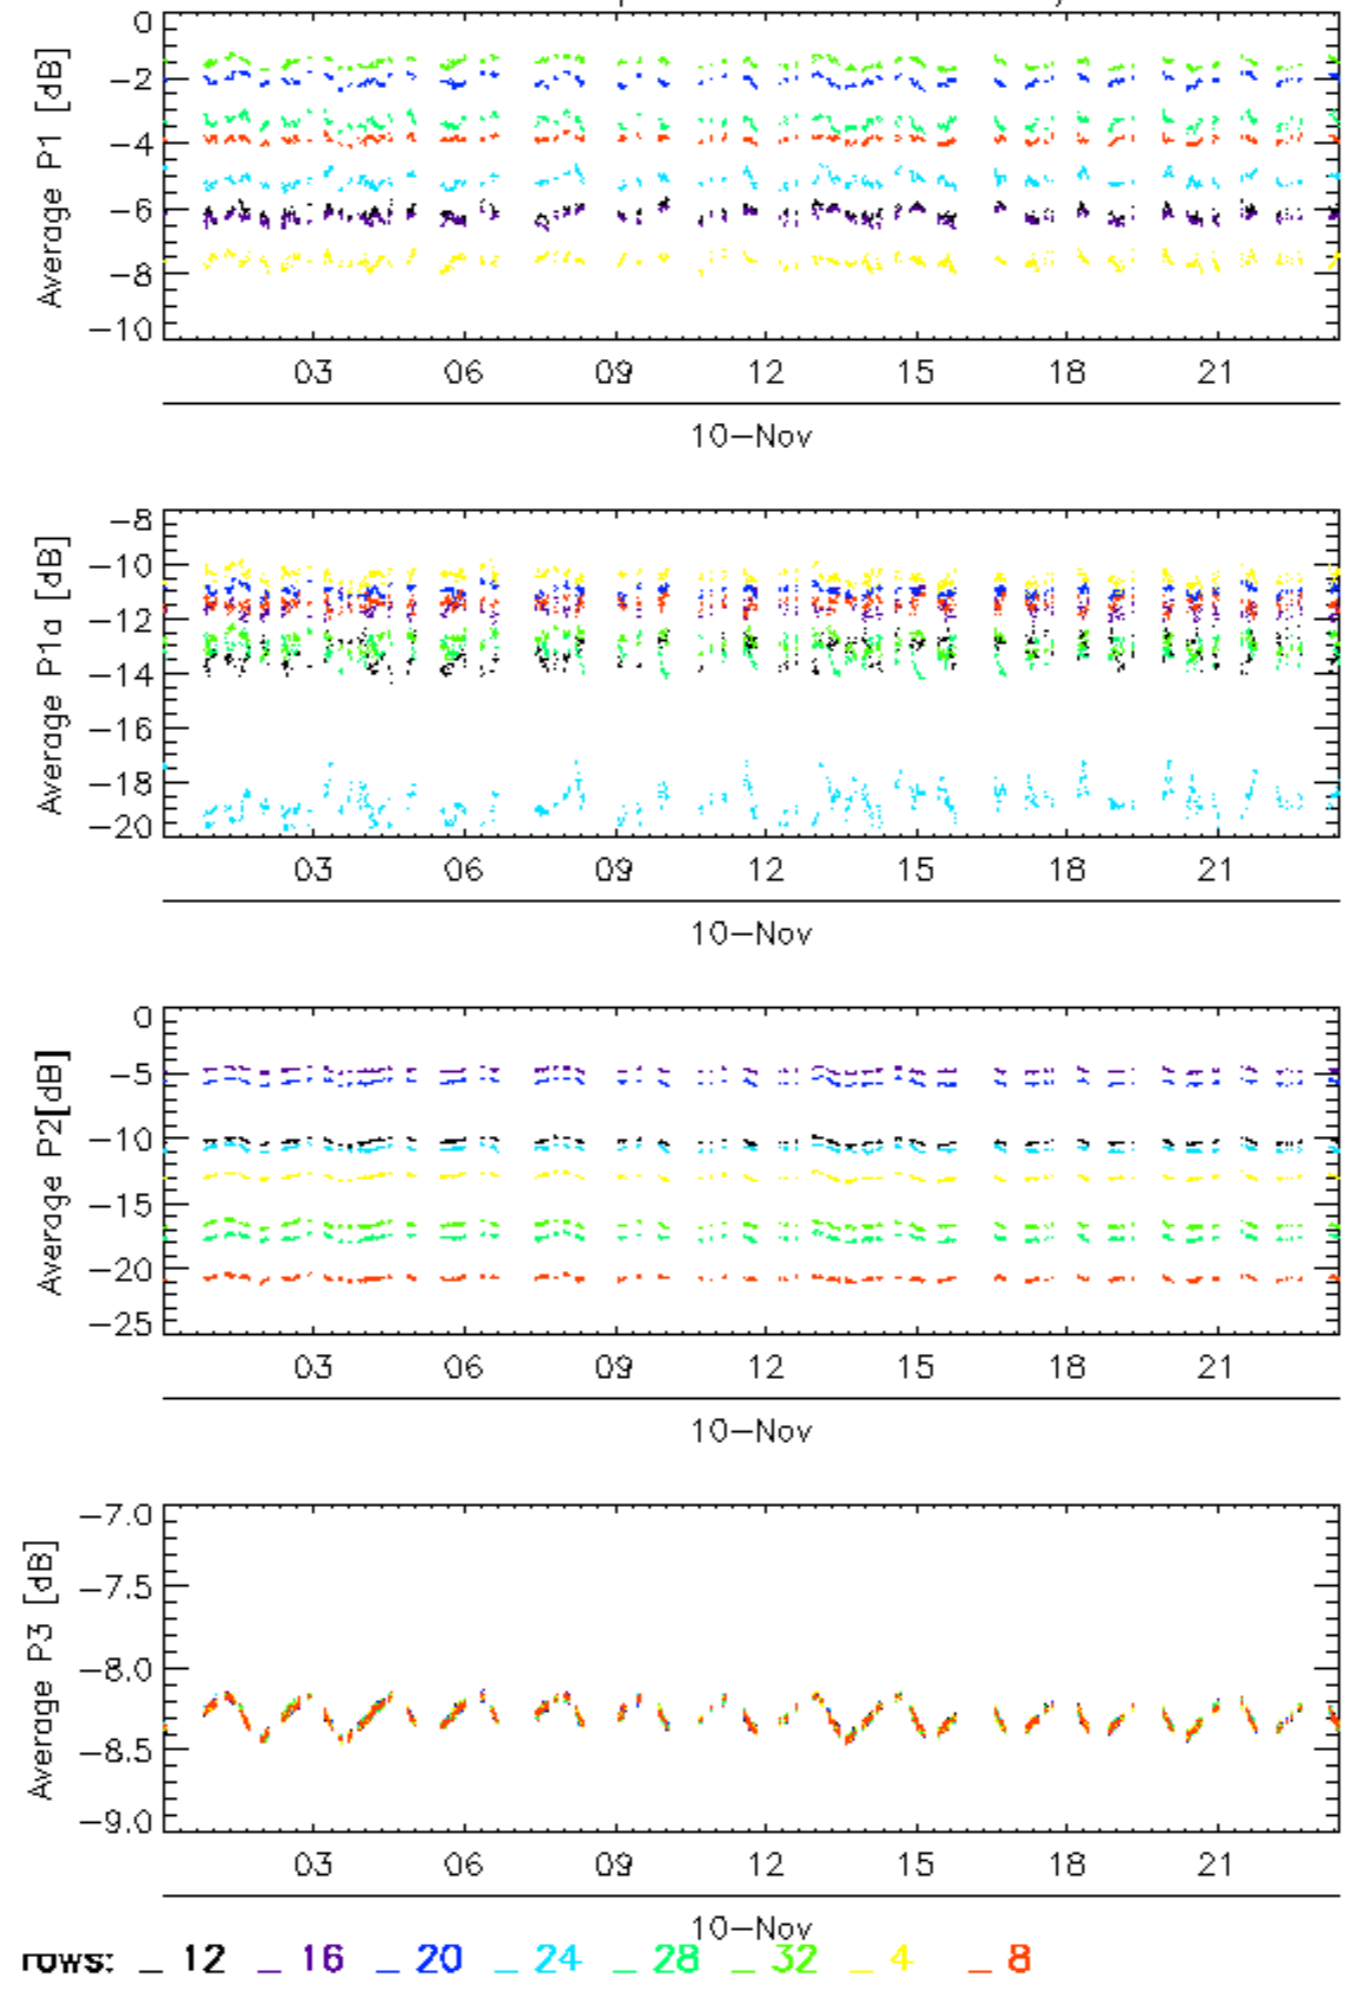 0
−2
−4
−6
−8
−10
Average P1 [dB]
03 06 09 12 15 18 21
10−Nov
−8
−10
−12
−14
−16
−18
−20
Average P1a [dB]
03 06 09 12 15 18 21
10−Nov
0
−5
−10
−15
−20
−25
Average P2[dB]
03 06 09 12 15 18 21
10−Nov
−7.0
−7.5
−8.0
−8.5
−9.0
Average P3 [dB]
03 06 09 12 15 18 21
10−Nov
rows: _ 12 _ 16 _ 20 _ 24 _ 28 _ 32 _ 4 _ 8